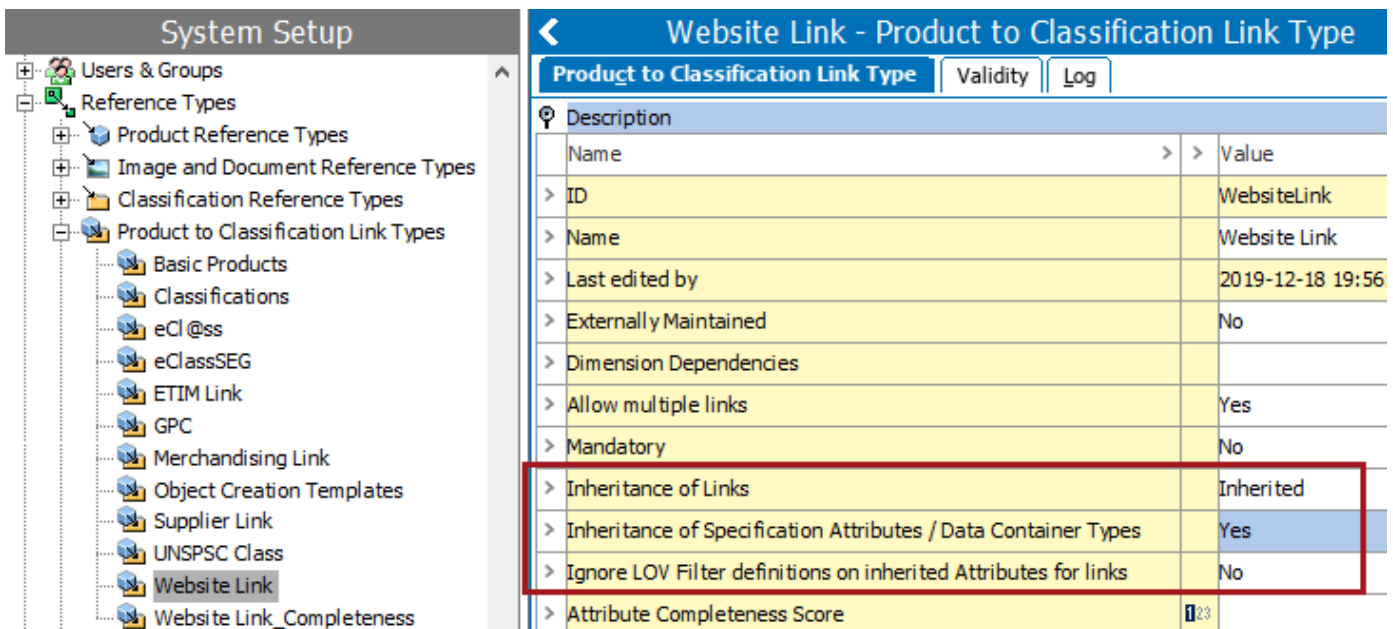 System Setup
Users & Groups
Reference Types
Product Reference Types
Image and Document Reference Types
Classification Reference Types
Product to Classification Link Types
Basic Products
Classifications
eCl@ss
eClassSEG
ETIM Link
GPC
Merchandising Link
Object Creation Templates
Supplier Link
UNSPSC Class
Website Link
Website Link_Completeness
Website Link - Product to Classification Link Type
Product to Classification Link Type Validity Log
Description
Name > > Value
> ID WebsiteLink
> Name Website Link
> Last edited by 2019-12-18 19:56:
> Externally Maintained No
> Dimension Dependencies
> Allow multiple links Yes
> Mandatory No
> Inheritance of Links Inherited
> Inheritance of Specification Attributes / Data Container Types Yes
> Ignore LOV Filter definitions on inherited Attributes for links No
> Attribute Completeness Score 123